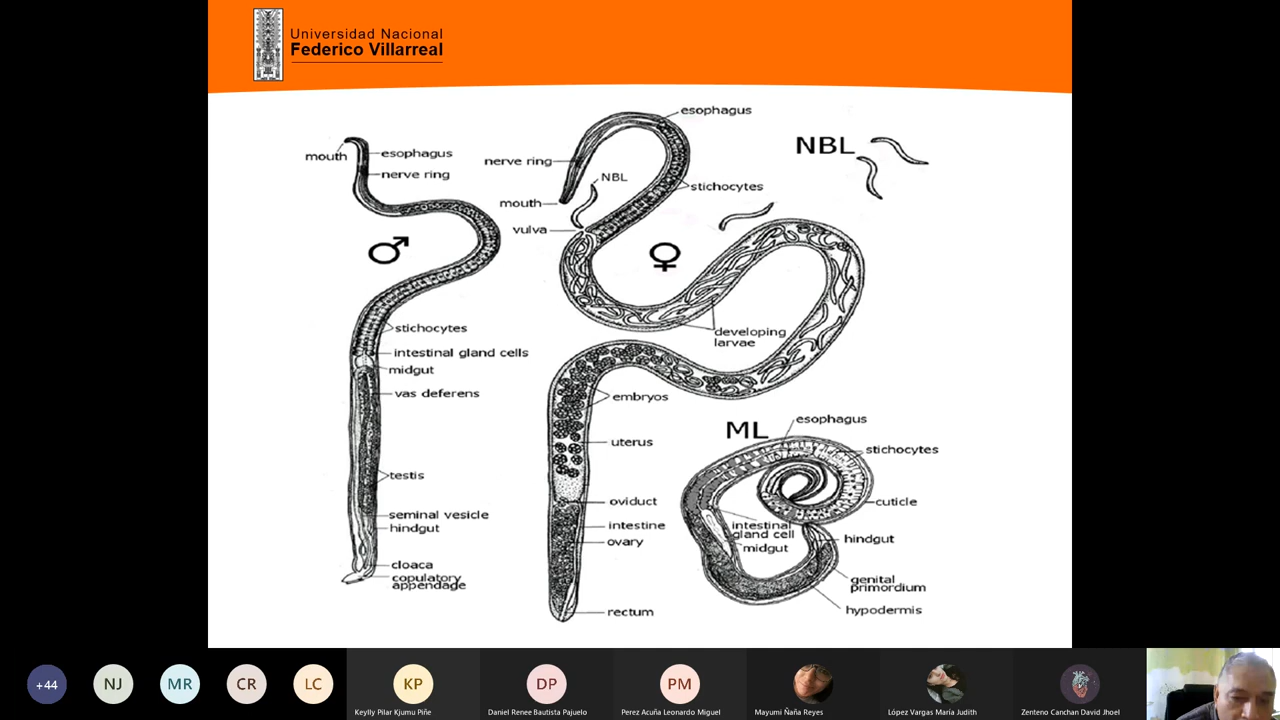 Universidad Nacional
Federico Villarreal
mouth
esophagus
nerve ring
♂
stichocytes
intestinal gland cells
midgut
vas deferens
testis
seminal vesicle
hindgut
cloaca
copulatory
appendage
esophagus
nerve ring
NBL
stichocytes
mouth
vulva
♀
developing
larvae
embryos
uterus
oviduct
intestine
ovary
rectum
NBL
ML
esophagus
stichocytes
cuticle
intestinal
gland cell
midgut
hindgut
genital
primordium
hypodermis
+44
NJ
MR
CR
LC
KP
Keylly Pilar Kjumu Piñe
DP
Daniel Renee Bautista Pajuelo
PM
Perez Acuña Leonardo Miguel
Mayumi Ñaña Reyes
López Vargas María Judith
Zenteno Canchan David Jhoel